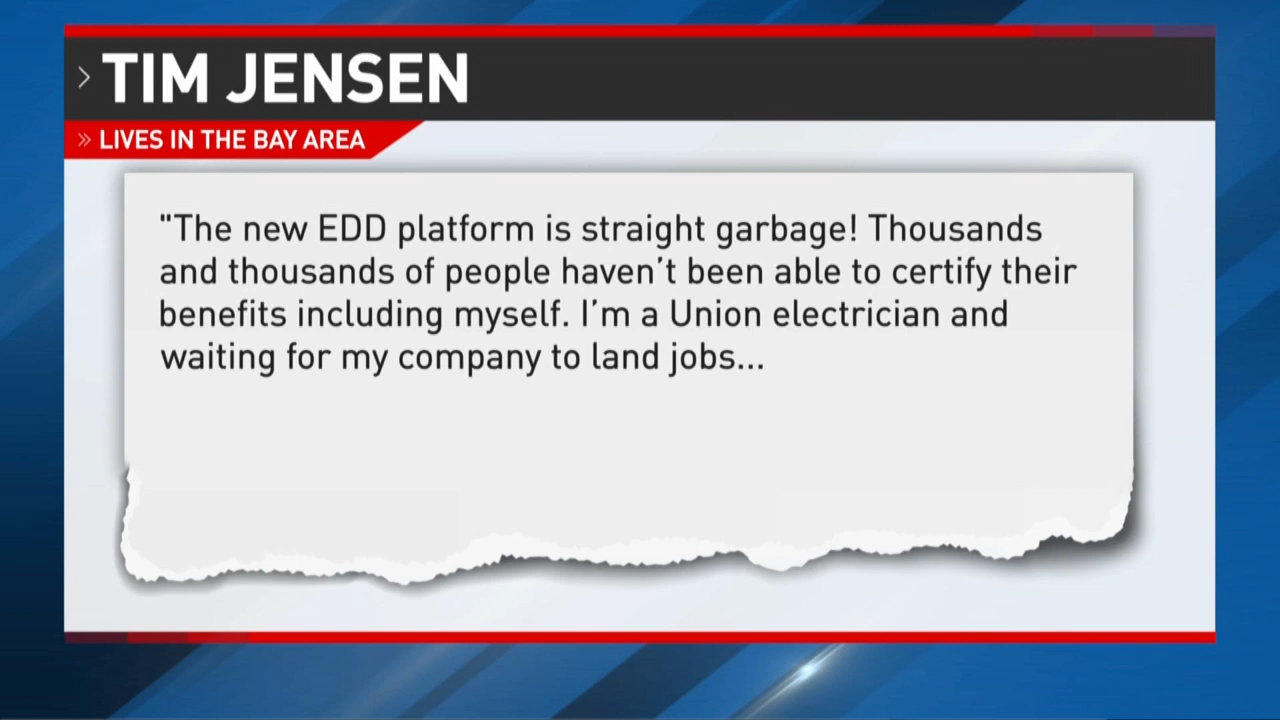 > TIM JENSEN
» LIVES IN THE BAY AREA
"The new EDD platform is straight garbage! Thousands
and thousands of people haven’t been able to certify their
benefits including myself. I’m a Union electrician and
waiting for my company to land jobs...